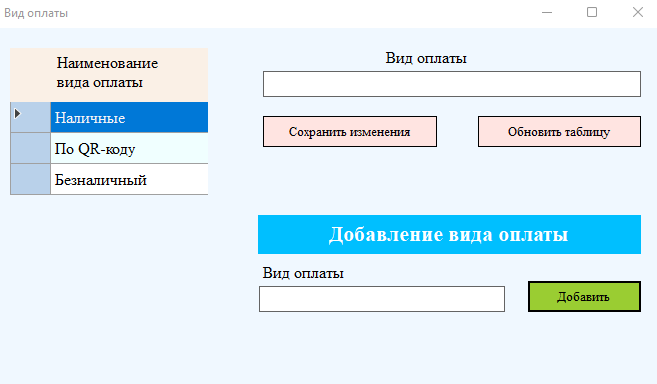 Вид оплаты
Наименование
вида оплаты
Наличные
По QR-коду
Безналичный
Вид оплаты
Сохранить изменения
Обновить таблицу
Добавление вида оплаты
Вид оплаты
Добавить